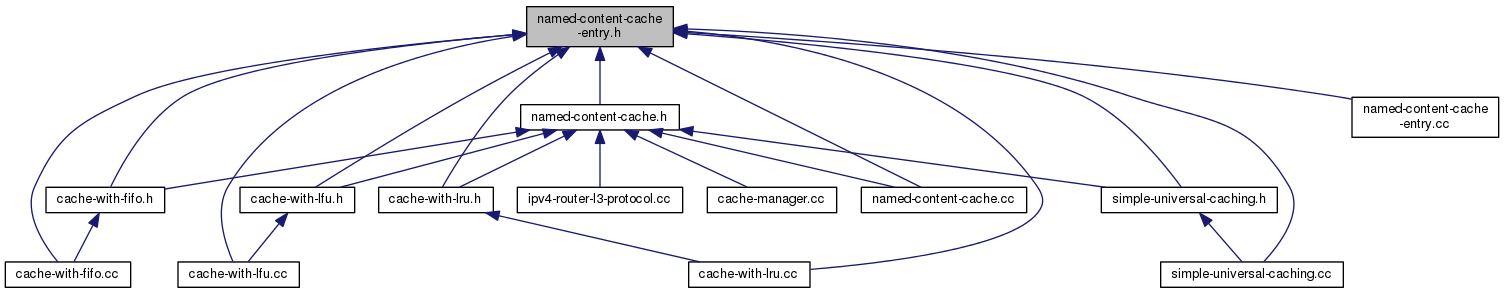 named-content-cache
-entry.h
named-content-cache
-entry.cc
named-content-cache.h
cache-with-fifo.h
cache-with-lfu.h
cache-with-lru.h
ipv4-router-l3-protocol.cc
cache-manager.cc
named-content-cache.cc
simple-universal-caching.h
cache-with-fifo.cc
cache-with-lfu.cc
cache-with-lru.cc
simple-universal-caching.cc